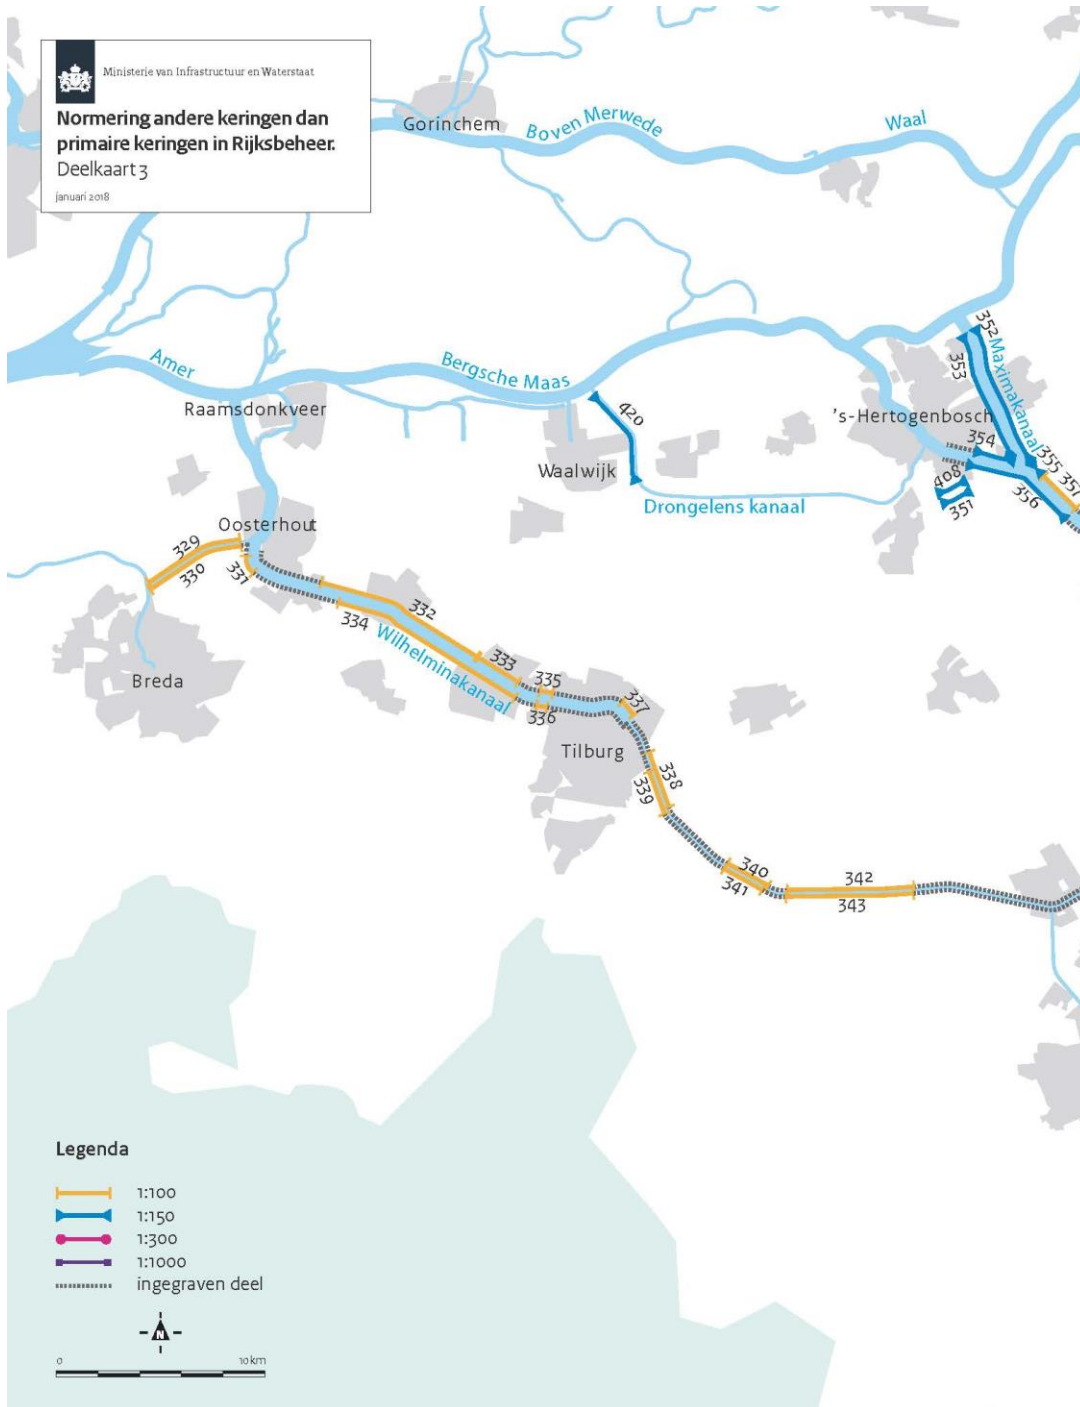 Ministerie van Infrastructuur en Waterstaat
Normering andere keringen dan
primaire keringen in Rijksbeheer.
Deelkaart 3
januari 2018
Gorinchem
Boven Merwede
Waal
Amer
Bergsche Maas
Raamsdonkveer
352
353
Maximakanaal
's-Hertogenbosch
354
420
Waalwijk
408
351
355
357
356
Drongelens kanaal
Oosterhout
329
330
331
332
334
Wilhelminakanaal
333
335
336
337
Breda
Tilburg
338
339
340
341
342
343
Legenda
1:100
1:150
1:300
1:1000
ingegraven deel
N
0 10 km